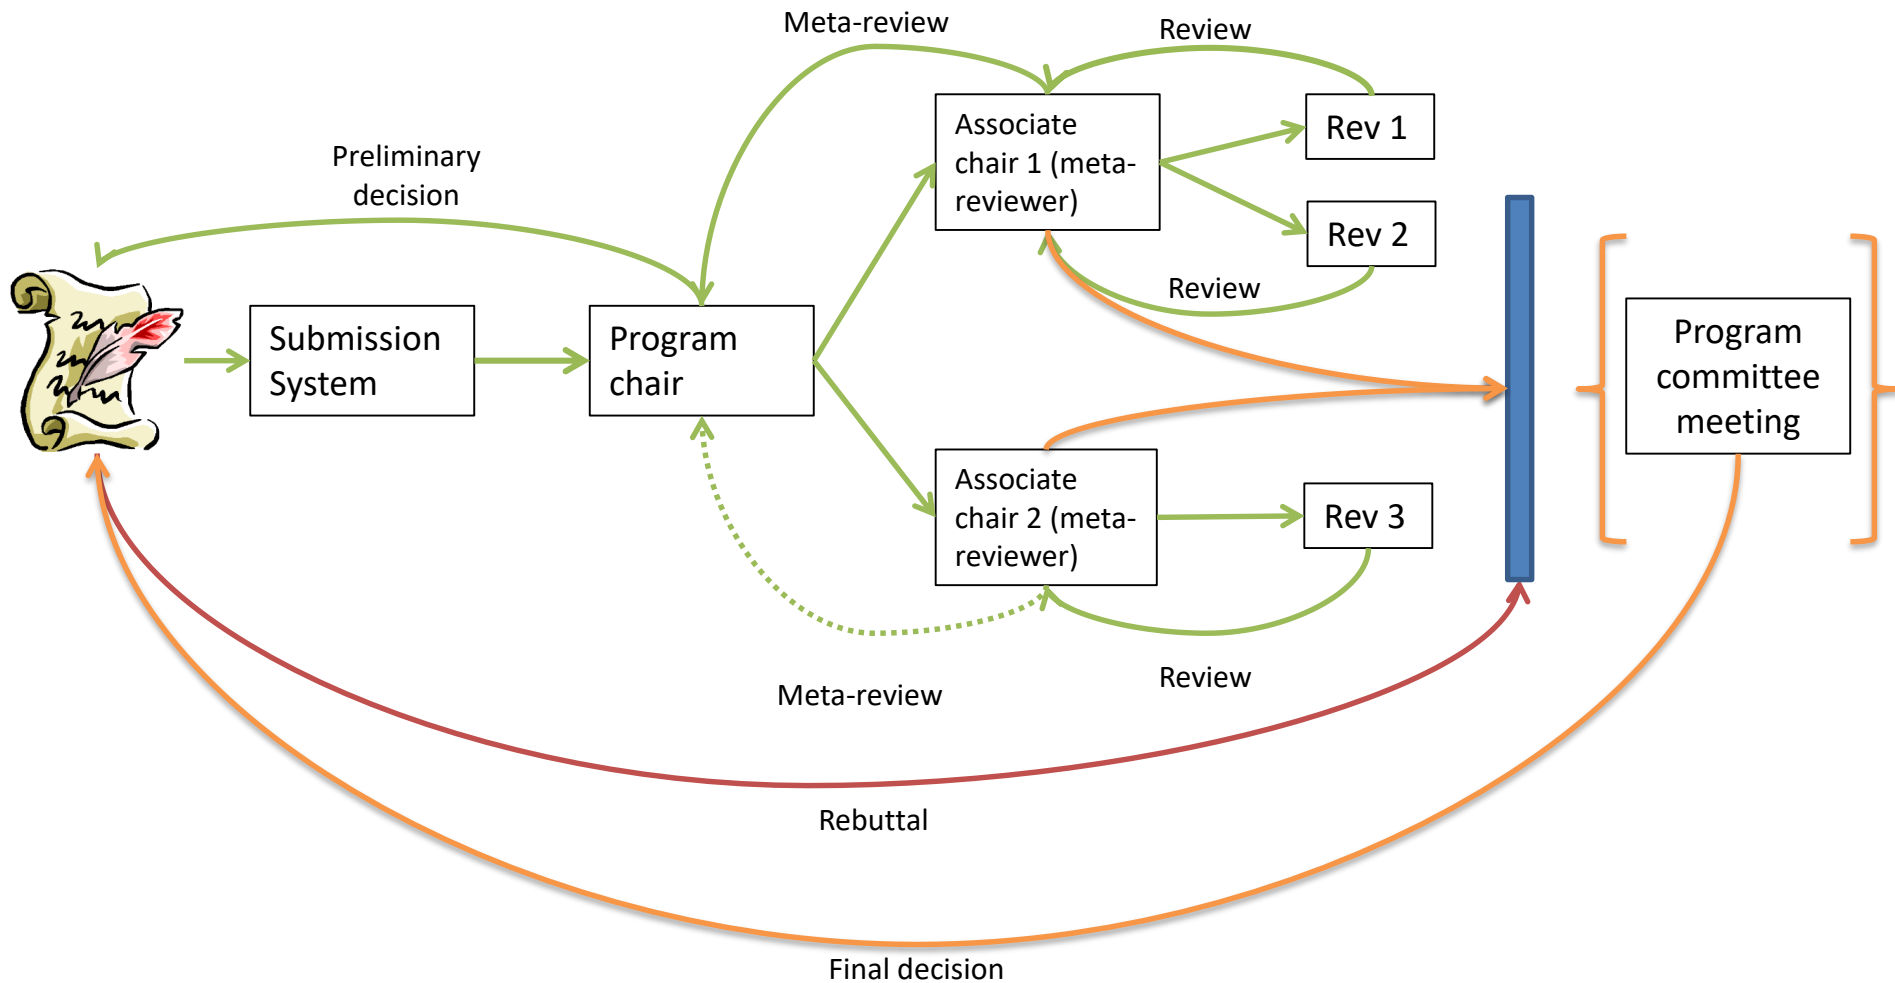 Meta-review
Review
Associate
chair 1 (meta-
reviewer)
Rev 1
Preliminary
decision
Rev 2
Review
Submission
System
Program
chair
Program
committee
meeting
Associate
chair 2 (meta-
reviewer)
Rev 3
Meta-review
Review
Rebuttal
Final decision